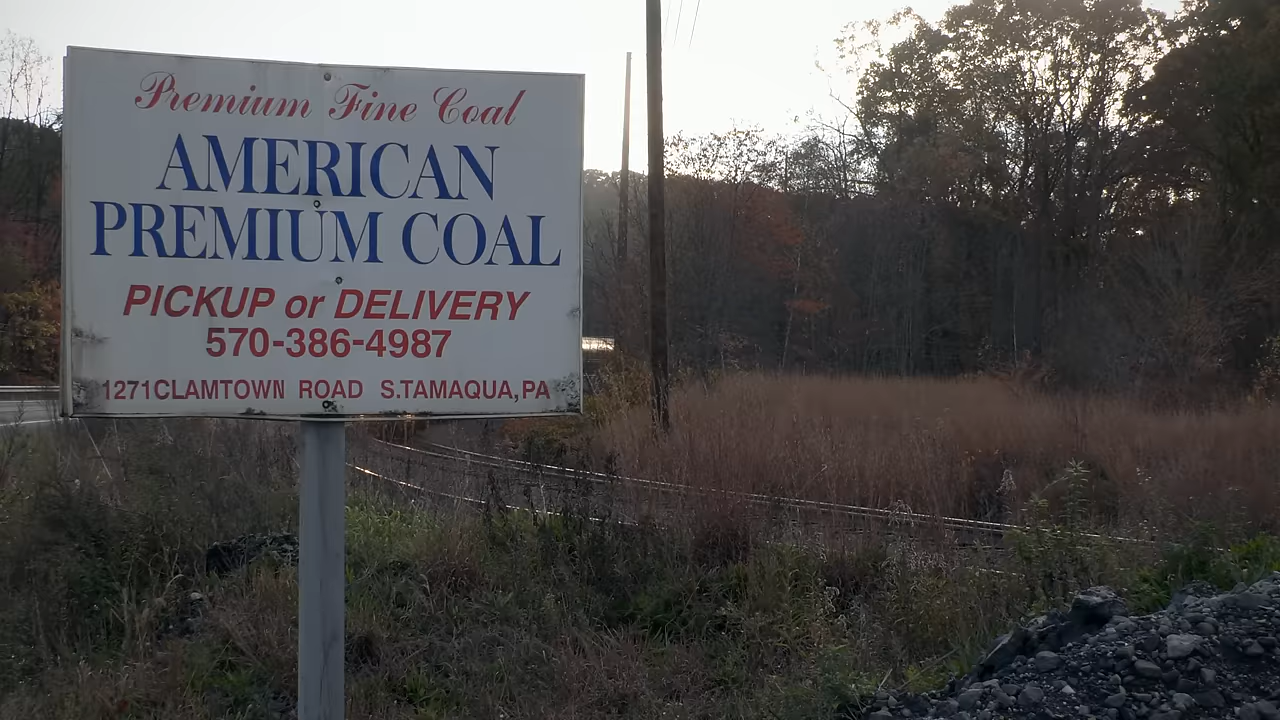 Premium Fine Coal
AMERICAN
PREMIUM COAL
PICKUP or DELIVERY
570-386-4987
1271CLAMTOWN ROAD S.TAMAQUA,PA